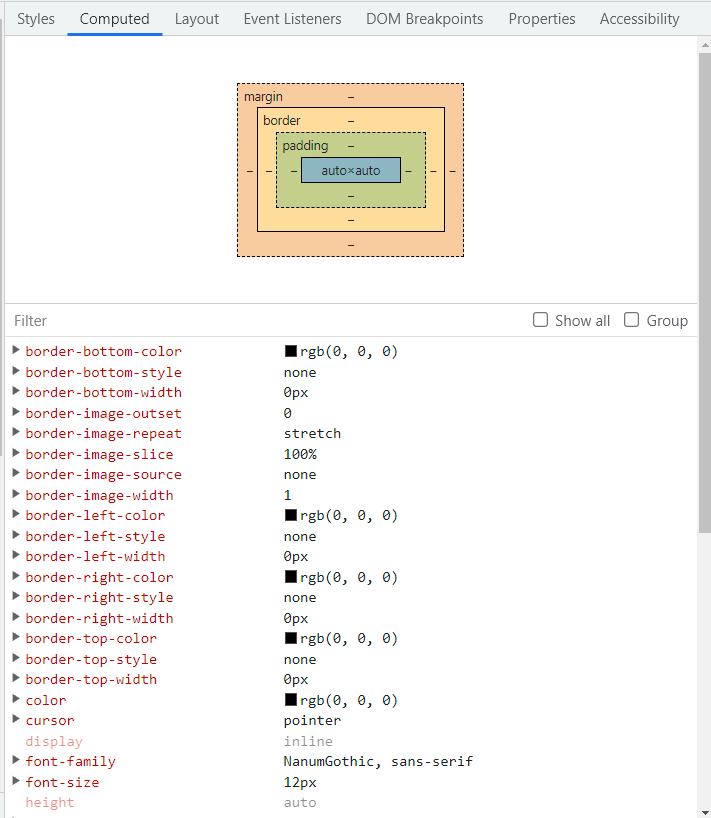 Styles Computed Layout Event Listeners DOM Breakpoints Properties Accessibility
margin –
border –
padding –
– – – auto×auto – – –
–
–
–
Filter Show all Group
border-bottom-color rgb(0, 0, 0)
border-bottom-style none
border-bottom-width 0px
border-image-outset 0
border-image-repeat stretch
border-image-slice 100%
border-image-source none
border-image-width 1
border-left-color rgb(0, 0, 0)
border-left-style none
border-left-width 0px
border-right-color rgb(0, 0, 0)
border-right-style none
border-right-width 0px
border-top-color rgb(0, 0, 0)
border-top-style none
border-top-width 0px
color rgb(0, 0, 0)
cursor pointer
display inline
font-family NanumGothic, sans-serif
font-size 12px
height auto